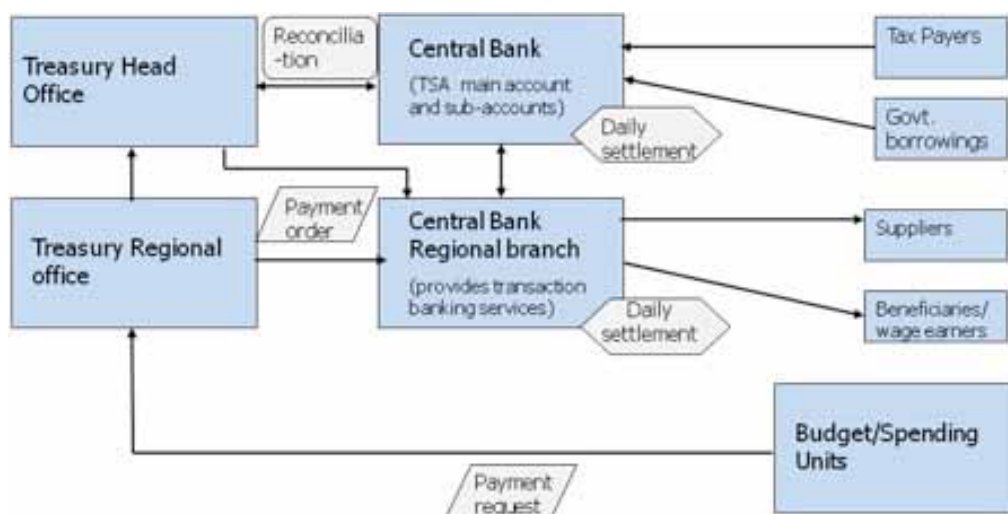 Treasury Head
Office
Reconcilia
-tion
Central Bank
(TSA main account
and sub-accounts)
Daily
settlement
Tax Payers
Govt.
borrowings
Treasury Regional
office
Payment
order
Central Bank
Regional branch
(provides transaction
banking services)
Daily
settlement
Suppliers
Beneficiaries/
wage earners
Budget/Spending
Units
Payment
request